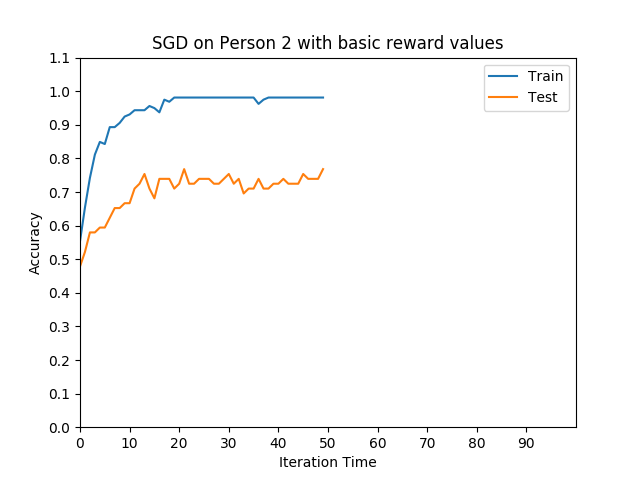 SGD on Person 2 with basic reward values
1.1
1.0
0.9
0.8
0.7
0.6
0.5
0.4
0.3
0.2
0.1
0.0
Accuracy
Train
Test
0 10 20 30 40 50 60 70 80 90
Iteration Time